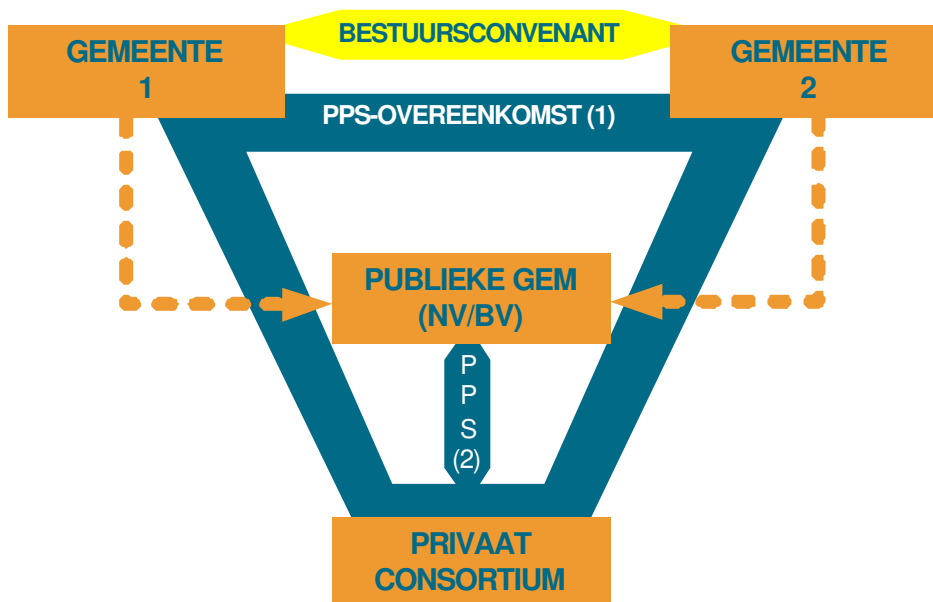 BESTUURSCONVENANT
GEMEENTE
1
GEMEENTE
2
PPS-OVEREENKOMST (1)
PUBLIEKE GEM
(NV/BV)
P
P
S
(2)
PRIVAAT
CONSORTIUM